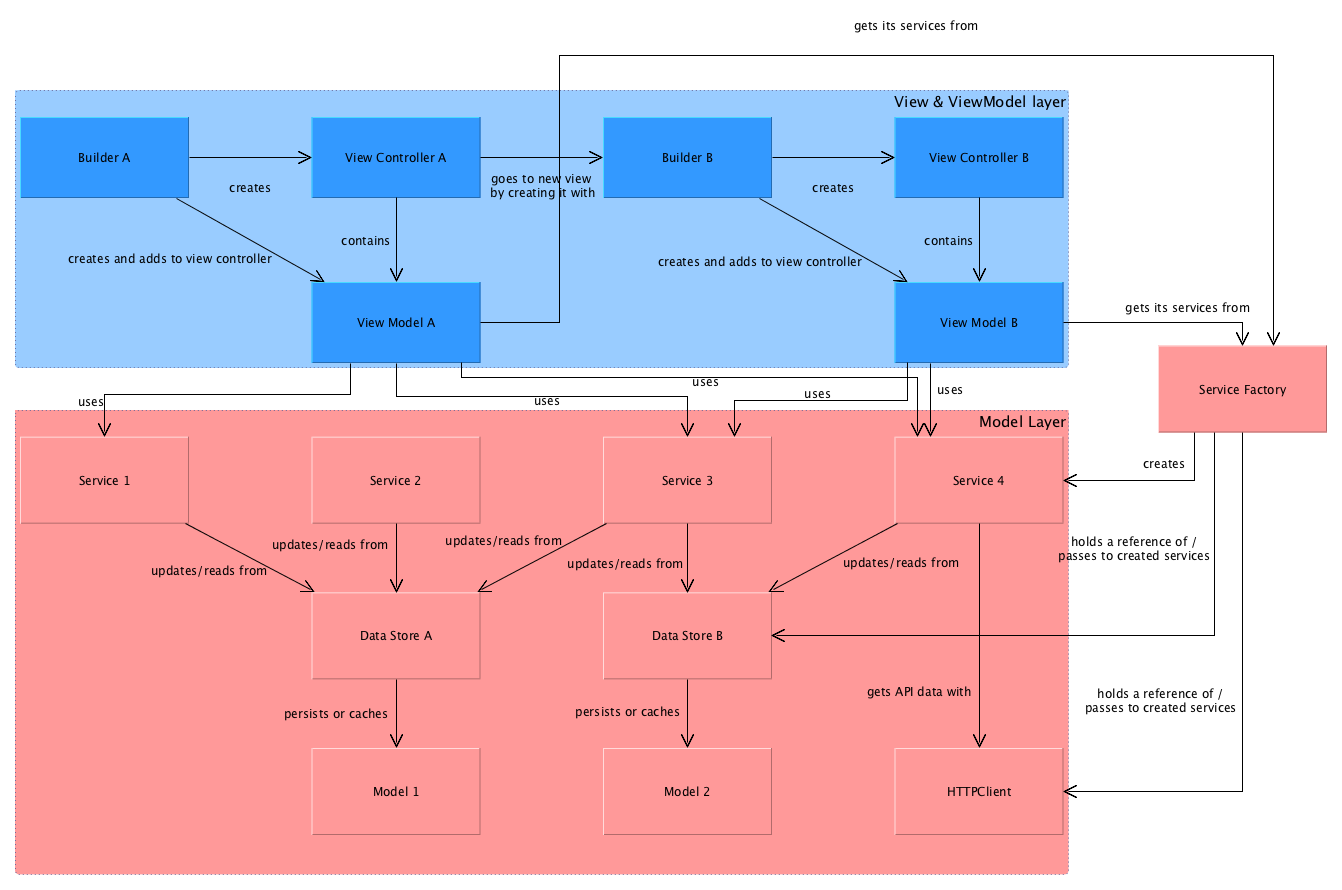 gets its services from
View & ViewModel layer
Builder A
View Controller A
Builder B
View Controller B
creates
goes to new view
by creating it with
creates
contains
contains
creates and adds to view controller
creates and adds to view controller
View Model A
View Model B
gets its services from
uses
uses
uses
uses
uses
Service Factory
Model Layer
Service 1
Service 2
Service 3
Service 4
creates
updates/reads from
updates/reads from
updates/reads from
updates/reads from
updates/reads from
holds a reference of /
passes to created services
Data Store A
Data Store B
gets API data with
holds a reference of /
passes to created services
persists or caches
persists or caches
Model 1
Model 2
HTTPClient